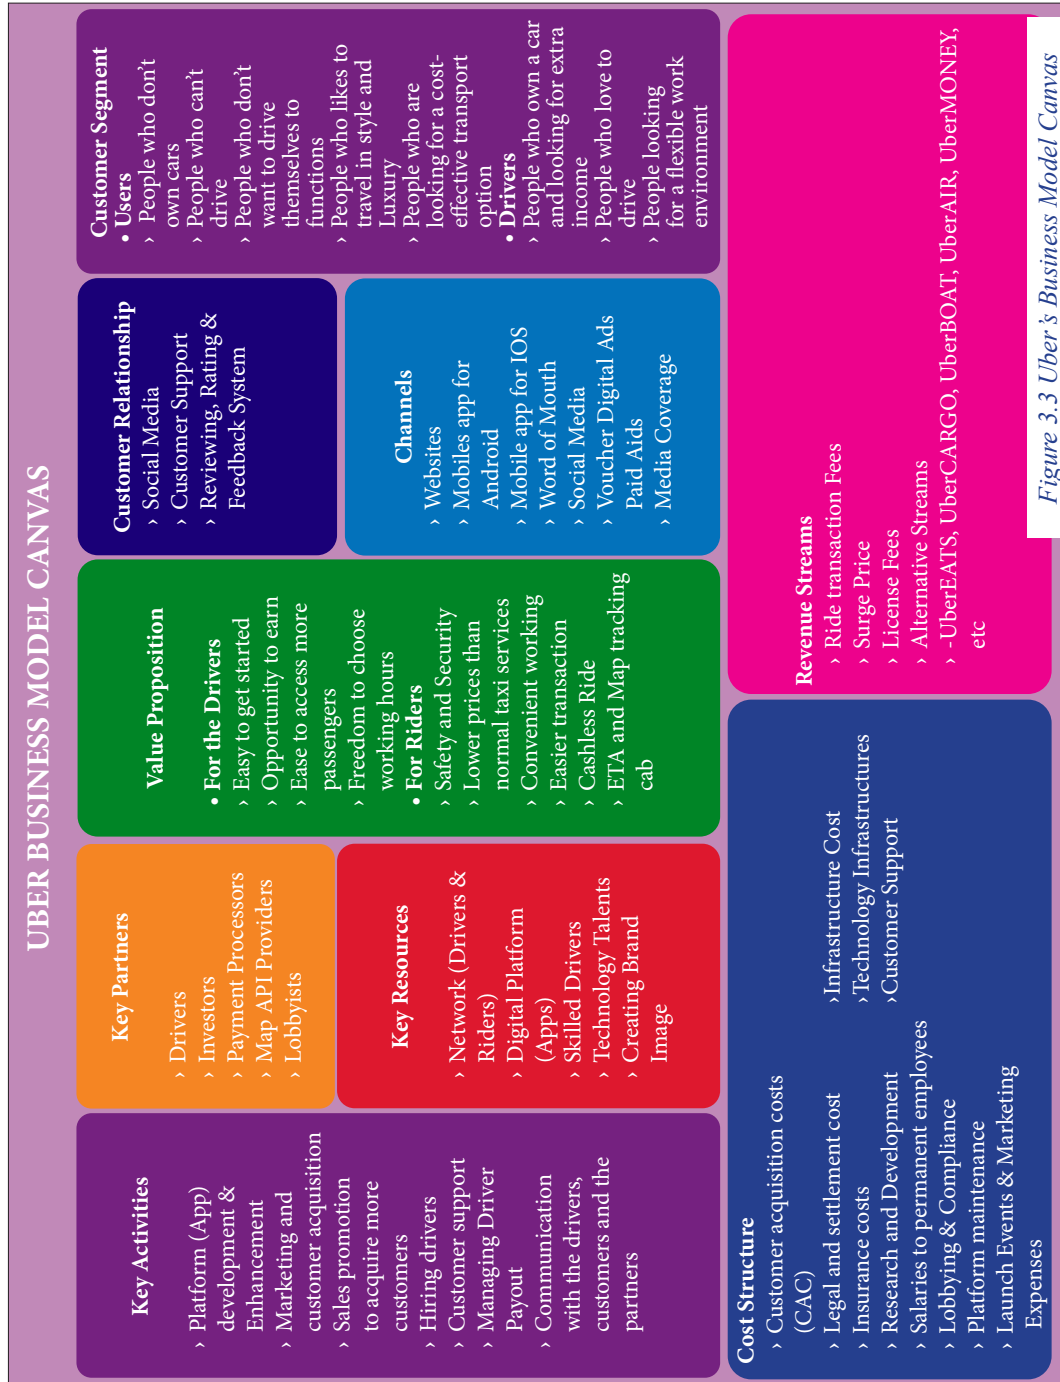 UBER BUSINESS MODEL CANVAS
Key Activities
› Platform (App)
development &
Enhancement
› Marketing and
customer acquisition
› Sales promotion
to acquire more
customers
› Hiring drivers
› Customer support
› Managing Driver
Payout
› Communication
with the drivers,
customers and the
partners
Key Partners
› Drivers
› Investors
› Payment Processors
› Map API Providers
› Lobbyists
Key Resources
› Network (Drivers &
Riders)
› Digital Platform
(Apps)
› Skilled Drivers
› Technology Talents
› Creating Brand
Image
Value Proposition
• For the Drivers
› Easy to get started
› Opportunity to earn
› Ease to access more
passengers
› Freedom to choose
working hours
• For Riders
› Safety and Security
› Lower prices than
normal taxi services
› Convenient working
› Easier transaction
› Cashless Ride
› ETA and Map tracking
cab
Customer Relationship
› Social Media
› Customer Support
› Reviewing, Rating &
Feedback System
Channels
› Websites
› Mobiles app for
Android
› Mobile app for IOS
› Word of Mouth
› Social Media
› Voucher Digital Ads
Paid Aids
› Media Coverage
Customer Segment
• Users
› People who don't
own cars
› People who can't
drive
› People who don't
want to drive
themselves to
functions
› People who likes to
travel in style and
Luxury
› People who are
looking for a cost-
effective transport
option
• Drivers
› People who own a car
and looking for extra
income
› People who love to
drive
› People looking
for a flexible work
environment
Cost Structure
› Customer acquisition costs
(CAC)
› Legal and settlement cost
› Insurance costs
› Research and Development
› Salaries to permanent employees
› Lobbying & Compliance
› Platform maintenance
› Launch Events & Marketing
Expenses
›Infrastructure Cost
›Technology Infrastructures
›Customer Support
Revenue Streams
› Ride transaction Fees
› Surge Price
› License Fees
› Alternative Streams
› - UberEATS, UberCARGO, UberBOAT, UberAIR, UberMONEY,
etc
Figure 3.3 Uber's Business Model Canvas